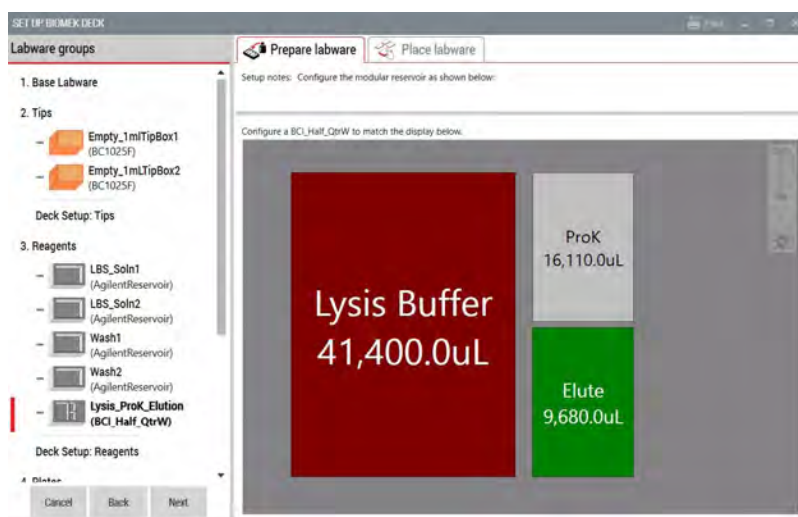 SET UP BIOMEK DECK
Print
Labware groups
Prepare labware
Place labware
1. Base Labware
2. Tips
Empty_1mlTipBox1
(BC1025F)
Empty_1mLTipBox2
(BC1025F)
Deck Setup: Tips
3. Reagents
LBS_Soln1
(AgilentReservoir)
LBS_Soln2
(AgilentReservoir)
Wash1
(AgilentReservoir)
Wash2
(AgilentReservoir)
Lysis_ProK_Elution
(BCI_Half_QtrW)
Deck Setup: Reagents
4. Plates
Cancel
Back
Next
Setup notes: Configure the modular reservoir as shown below:
Configure a BCI_Half_QtrW to match the display below.
Lysis Buffer
41,400.0uL
ProK
16,110.0uL
Elute
9,680.0uL